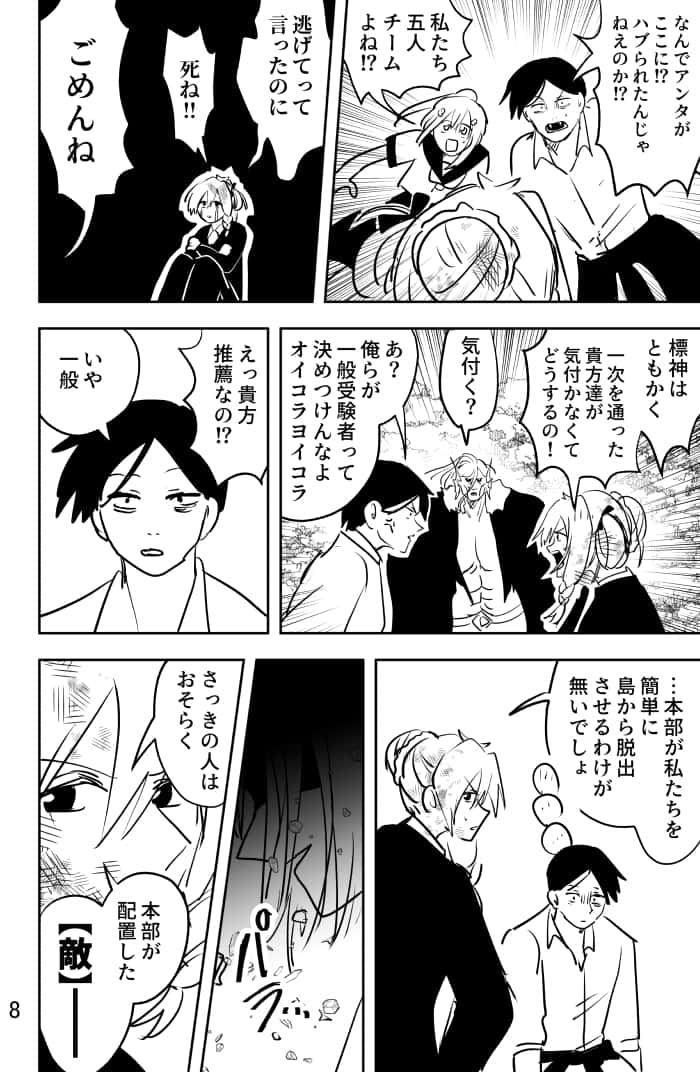 なんでアンタが
ここに!?
ハブられたんじゃ
ねえのか!?
私たち
五人
チーム
よね!?
逃げてって
言ったのに
死ね!!
ごめんね
標神は
ともかく
一次を通った
貴方達が
気付かなくて
どうするの！
気付く？
あ？
俺らが
一般受験者って
決めつけんなよ
オイコラヨイコラ
えっ貴方
推薦なの!?
いや
一般
…本部が私たちを
簡単に
島から脱出
させるわけが
無いでしょ
パラ…
さっきの人は
おそらく
本部が
配置した
【敵】━━
8